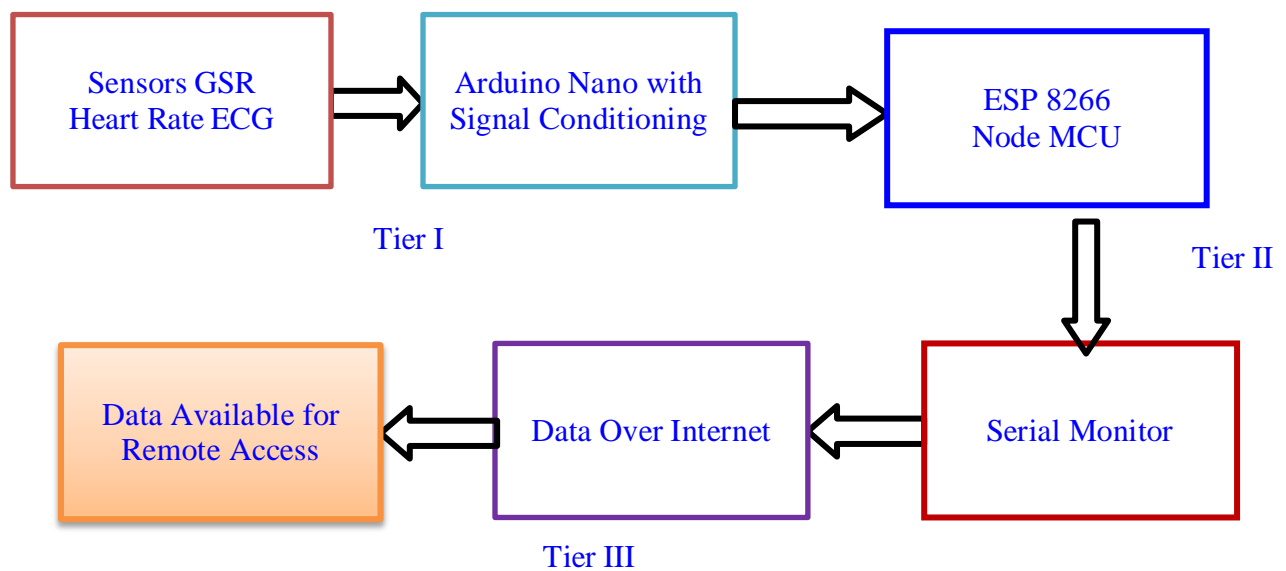 Sensors GSR
Heart Rate ECG
Arduino Nano with
Signal Conditioning
ESP 8266
Node MCU
Tier I
Tier II
Serial Monitor
Data Over Internet
Data Available for
Remote Access
Tier III